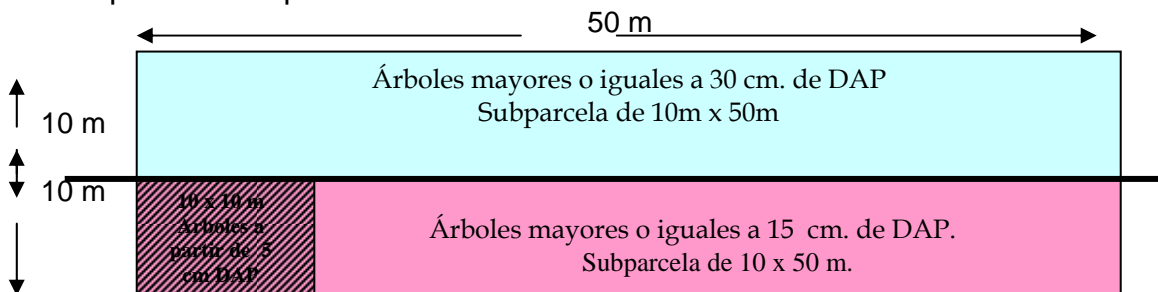 50 m
Árboles mayores o iguales a 30 cm. de DAP
Subparcela de 10m x 50m
10 m
10 m
10 x 10 m
Arboles a
partir de 5
cm DAP
Árboles mayores o iguales a 15 cm. de DAP.
Subparcela de 10 x 50 m.